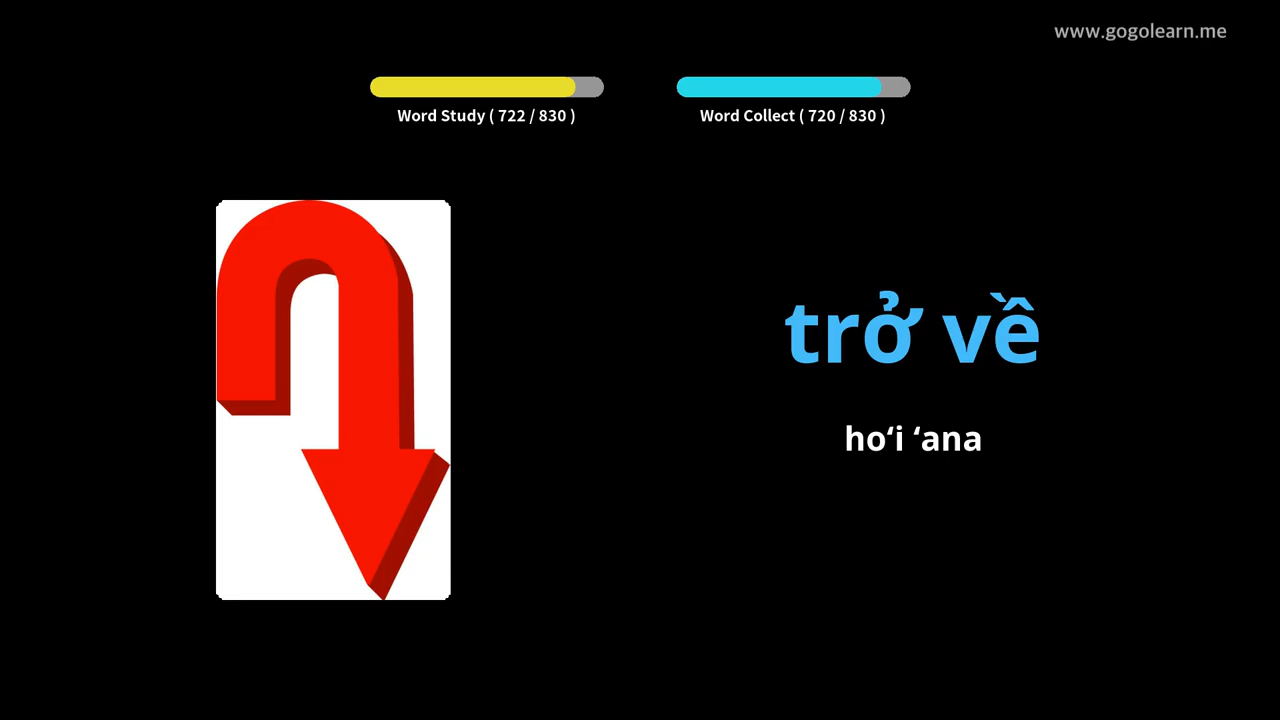 www.gogolearn.me
Word Study ( 722 / 830 )
Word Collect ( 720 / 830 )
trở về
hoʻi ʻana